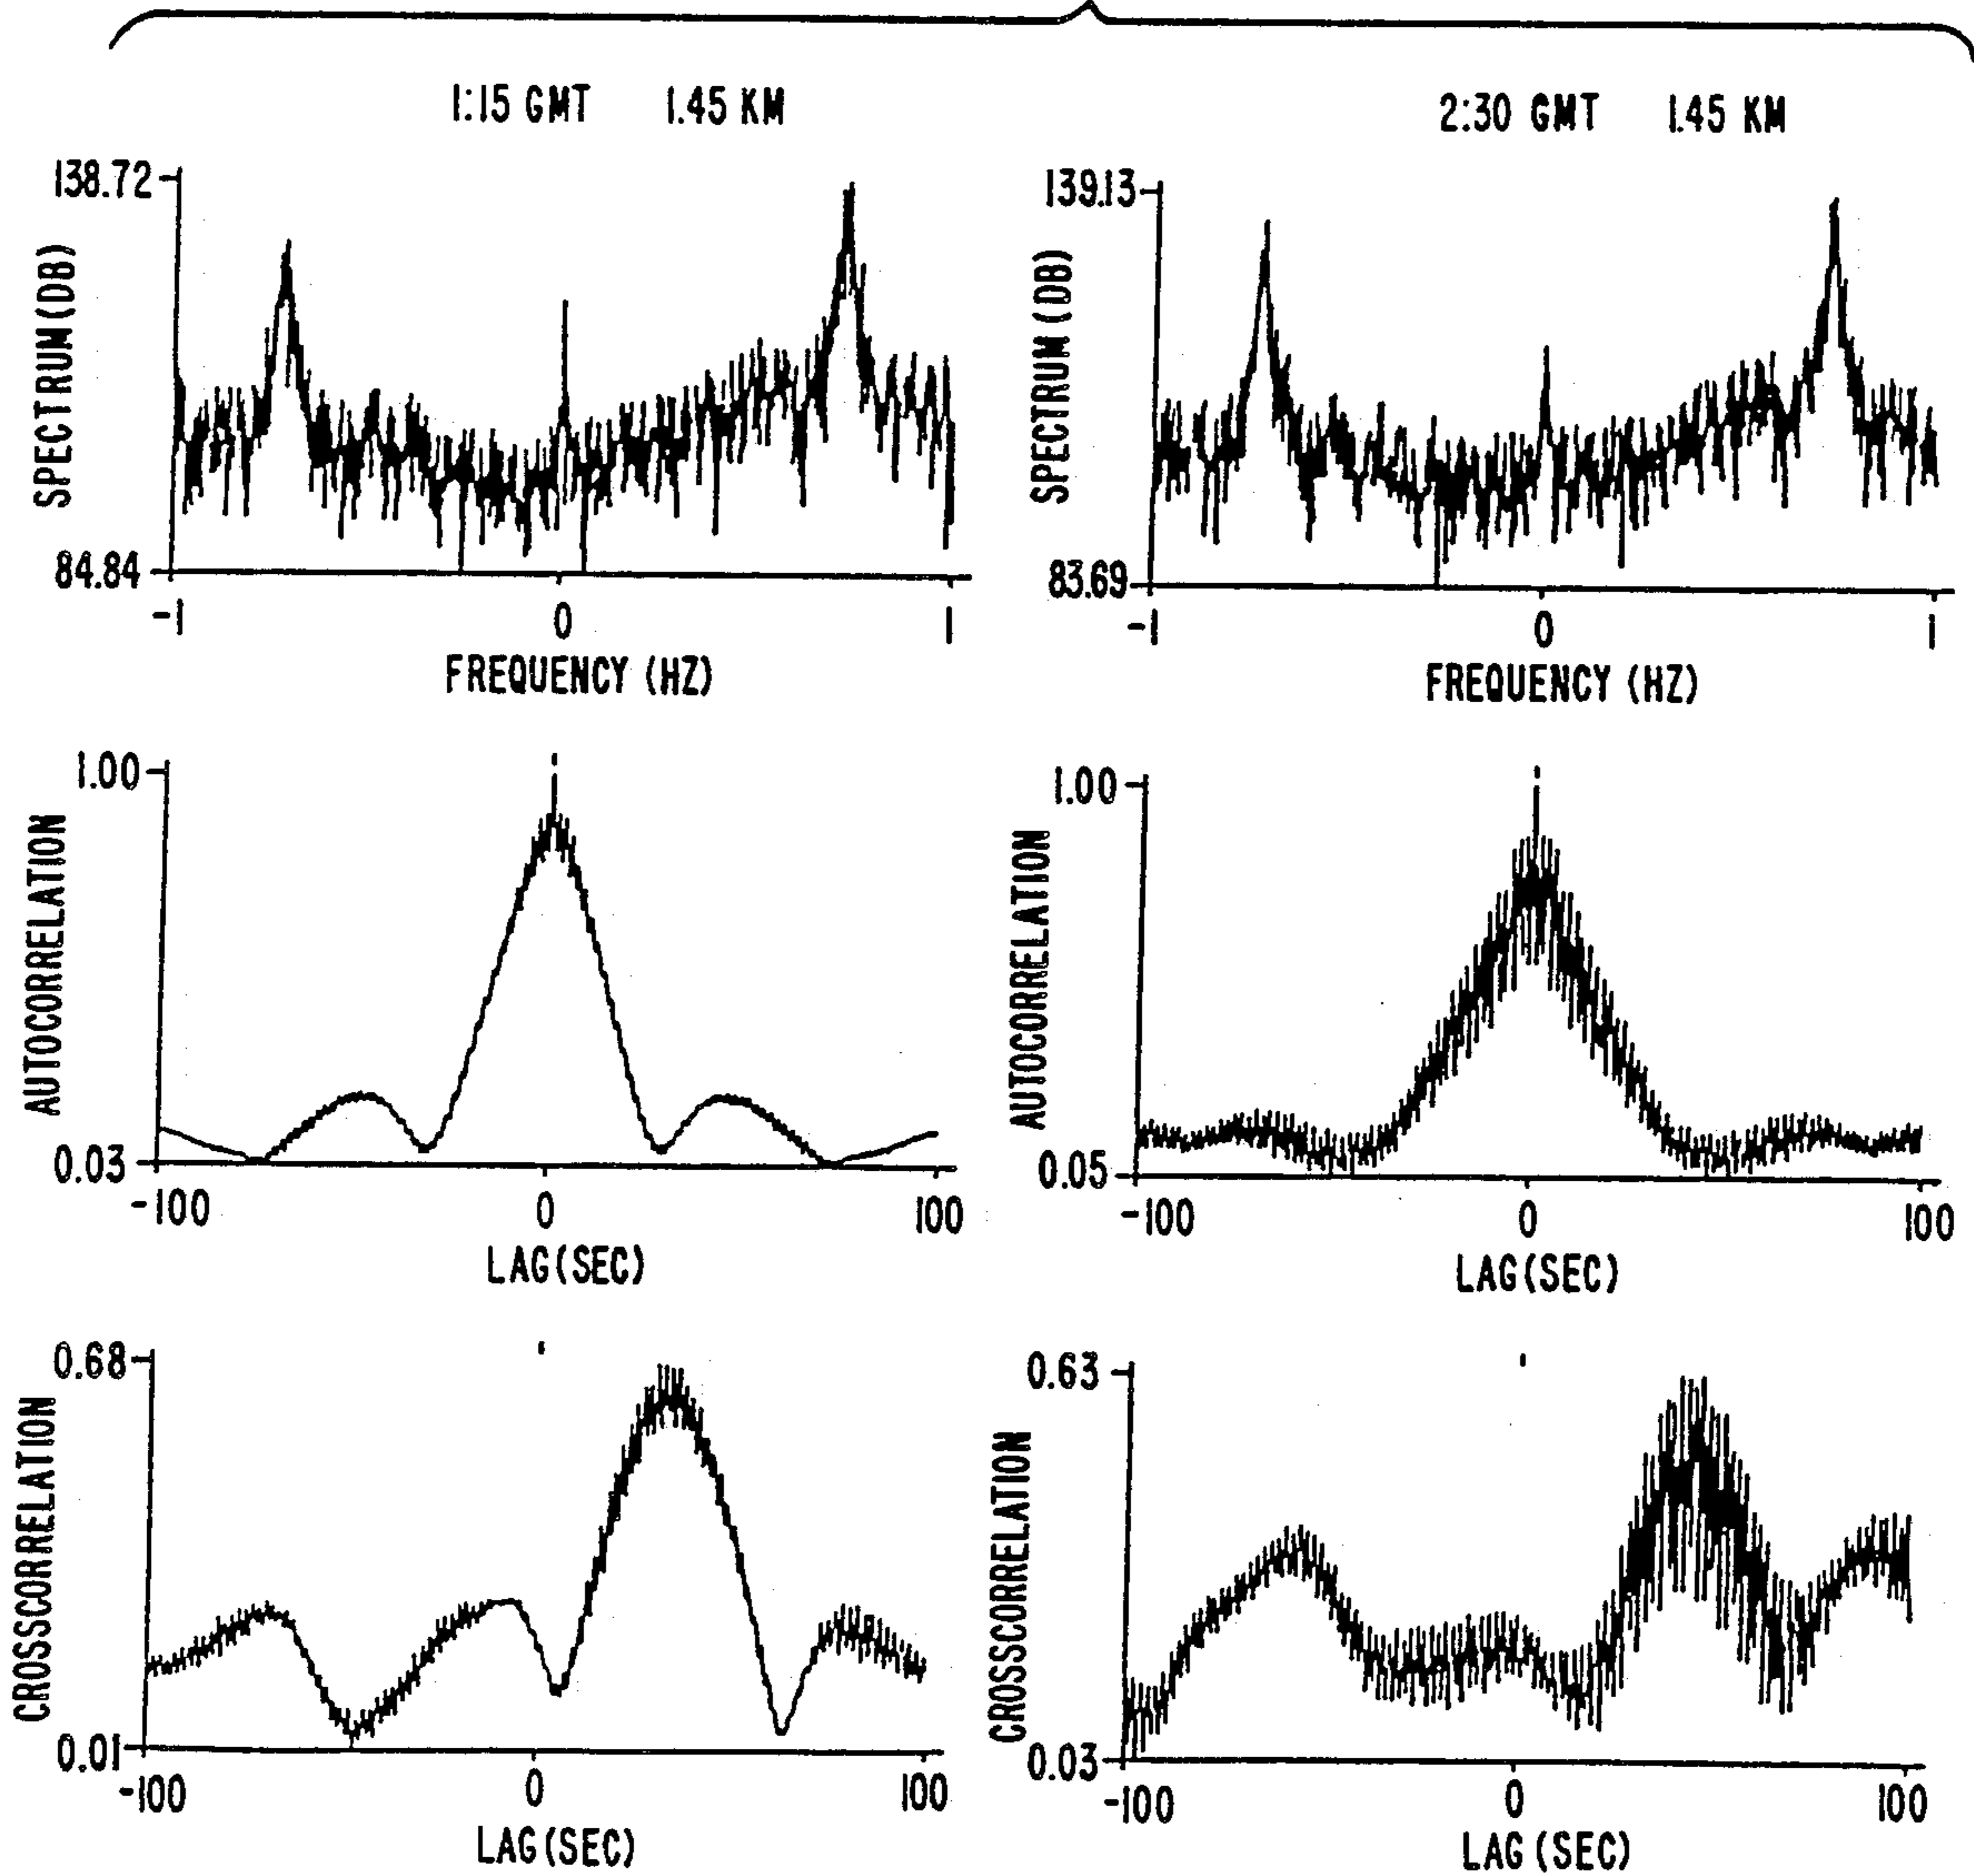 1:15 GMT 1.45 KM
138.72
SPECTRUM (DB)
84.84
-1 0 1
FREQUENCY (HZ)
1.00
AUTOCORRELATION
0.03
-100 0 100
LAG (SEC)
0.68
CROSSCORRELATION
0.01
-100 0 100
LAG (SEC)
2:30 GMT 1.45 KM
139.13
SPECTRUM (DB)
83.69
-1 0 1
FREQUENCY (HZ)
1.00
AUTOCORRELATION
0.05
-100 0 100
LAG (SEC)
0.63
CROSSCORRELATION
0.03
-100 0 100
LAG (SEC)